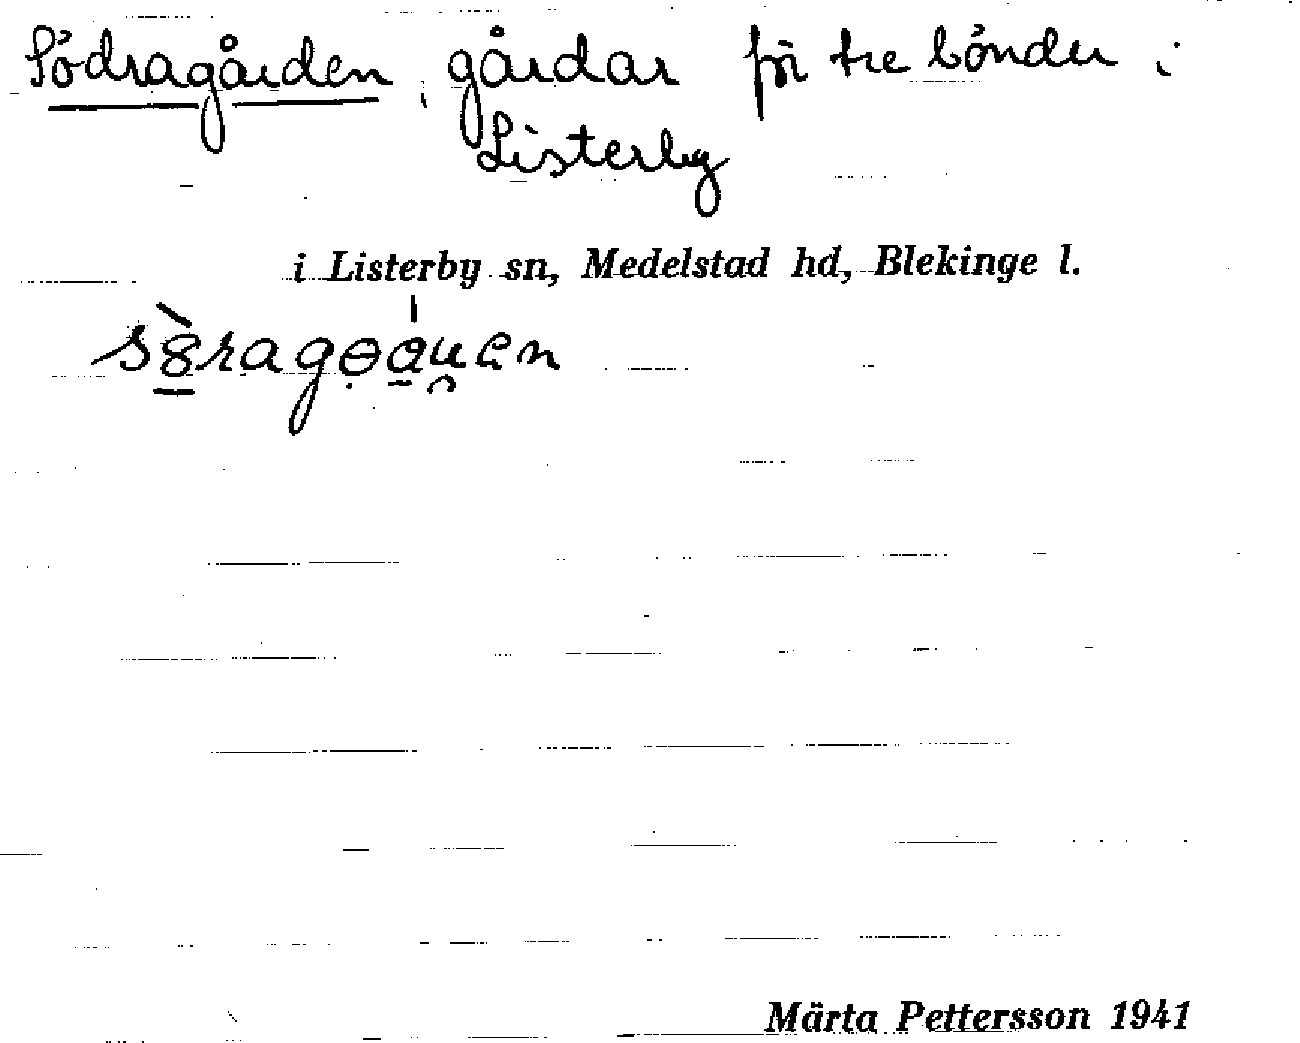 Södragården, gårdar för tre bönder i
Listerby
i Listerby sn, Medelstad hd, Blekinge l.
Märta Pettersson 1941